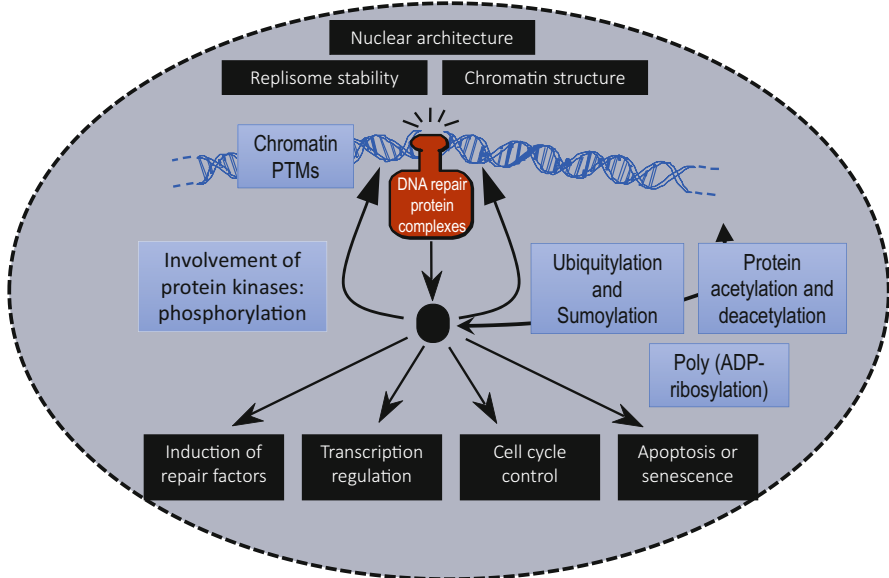 Nuclear architecture
Replisome stability
Chromatin structure
Chromatin
PTMs
DNA repair
protein
complexes
Involvement of
protein kinases:
phosphorylation
Ubiquitylation
and
Sumoylation
Protein
acetylation and
deacetylation
Poly (ADP-
ribosylation)
Induction of
repair factors
Transcription
regulation
Cell cycle
control
Apoptosis or
senescence